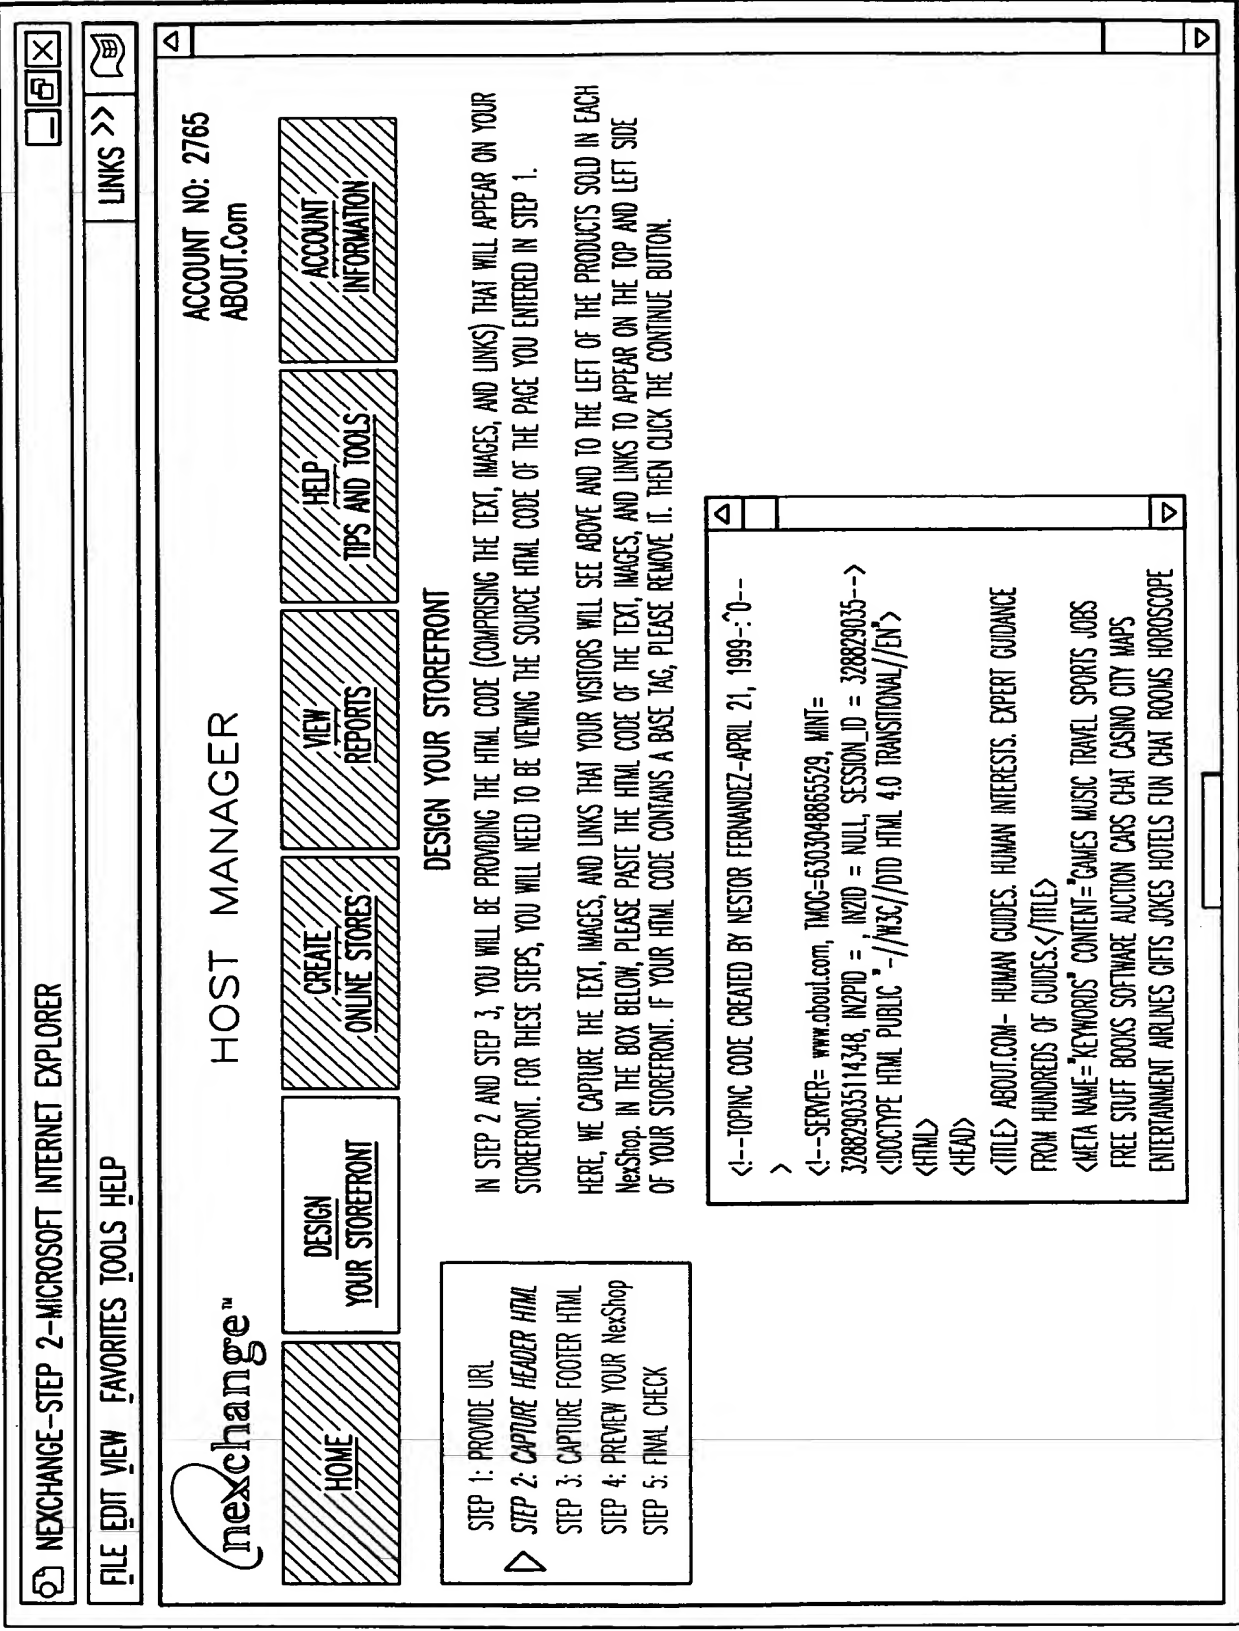 NEXCHANGE-STEP 2-MICROSOFT INTERNET EXPLORER
FILE EDIT VIEW FAVORITES TOOLS HELP
LINKS >>
nexchange™
HOST MANAGER
ACCOUNT NO: 2765
ABOUT.Com
HOME
DESIGN
YOUR STOREFRONT
CREATE
ONLINE STORES
VIEW
REPORTS
HELP
TIPS AND TOOLS
ACCOUNT
INFORMATION
STEP 1: PROVIDE URL
STEP 2: CAPTURE HEADER HTML
STEP 3: CAPTURE FOOTER HTML
STEP 4: PREVIEW YOUR NexShop
STEP 5: FINAL CHECK
DESIGN YOUR STOREFRONT
IN STEP 2 AND STEP 3, YOU WILL BE PROVIDING THE HTML CODE (COMPRISING THE TEXT, IMAGES, AND LINKS) THAT WILL APPEAR ON YOUR
STOREFRONT. FOR THESE STEPS, YOU WILL NEED TO BE VIEWING THE SOURCE HTML CODE OF THE PAGE YOU ENTERED IN STEP 1.
HERE, WE CAPTURE THE TEXT, IMAGES, AND LINKS THAT YOUR VISITORS WILL SEE ABOVE AND TO THE LEFT OF THE PRODUCTS SOLD IN EACH
NexShop. IN THE BOX BELOW, PLEASE PASTE THE HTML CODE OF THE TEXT, IMAGES, AND LINKS TO APPEAR ON THE TOP AND LEFT SIDE
OF YOUR STOREFRONT. IF YOUR HTML CODE CONTAINS A BASE TAG, PLEASE REMOVE IT. THEN CLICK THE CONTINUE BUTTON.
<!--TOPINC CODE CREATED BY NESTOR FERNANDEZ-APRIL 21, 1999-:^0--
>
<!--SERVER= www.about.com, TMOG=6303048865529, MINT=
32882903511434B, IN2PID = , IN2ID = NULL, SESSION_ID = 328829035-->
<!DOCTYPE HTML PUBLIC "-//W3C//DTD HTML 4.0 TRANSITIONAL//EN">
<HTML>
<HEAD>
<TITLE> ABOUT.COM- HUMAN GUIDES. HUMAN INTERESTS. EXPERT GUIDANCE
FROM HUNDREDS OF GUIDES.</TITLE>
<META NAME="KEYWORDS" CONTENT="GAMES MUSIC TRAVEL SPORTS JOBS
FREE STUFF BOOKS SOFTWARE AUCTION CARS CHAT CASINO CITY MAPS
ENTERTAINMENT AIRLINES GIFTS JOKES HOTELS FUN CHAT ROOMS HOROSCOPE